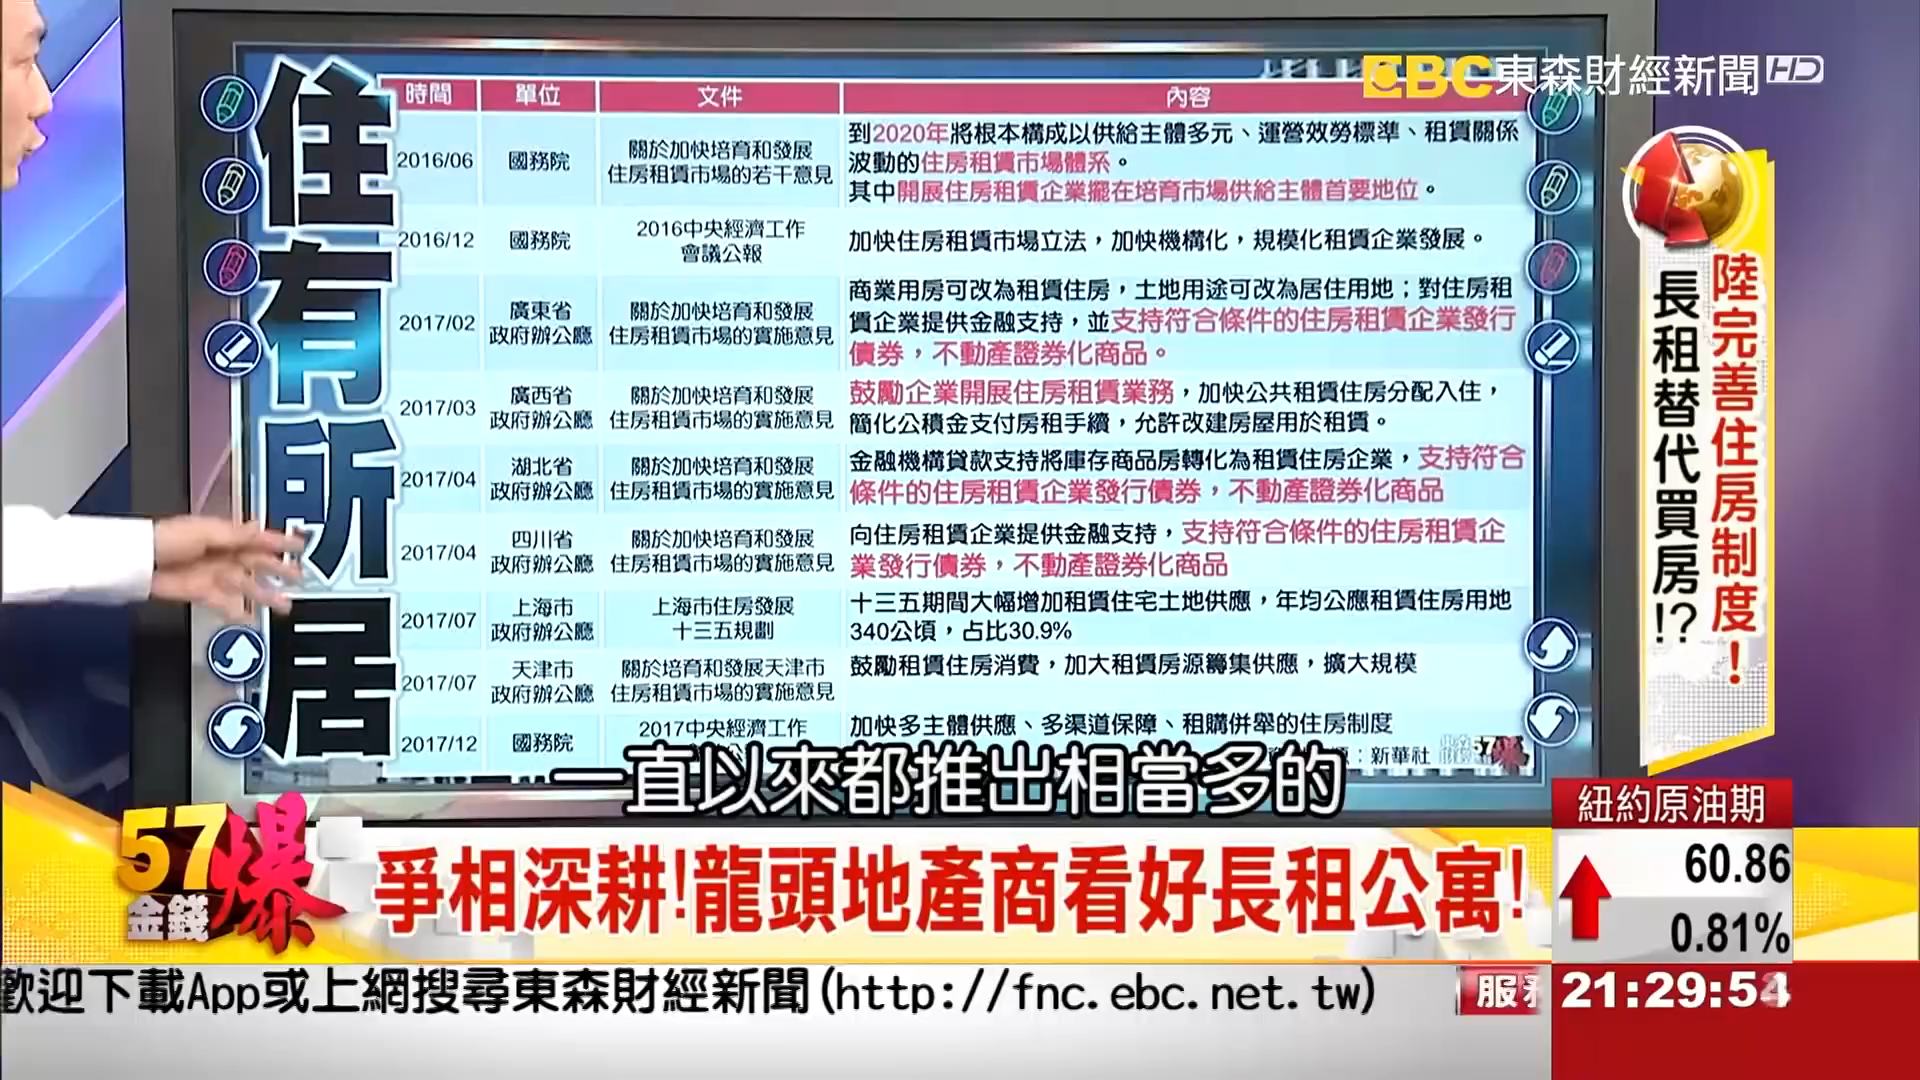 EBC 東森財經新聞 HD
住有所居
時間 單位 文件 內容
2016/06 國務院
關於加快培育和發展
住房租賃市場的若干意見
到2020年將根本構成以供給主體多元、運營效勞標準、租賃關係
波動的住房租賃市場體系。
其中開展住房租賃企業擺在培育市場供給主體首要地位。
2016/12 國務院
2016中央經濟工作
會議公報
加快住房租賃市場立法，加快機構化，規模化租賃企業發展。
2017/02
廣東省
政府辦公廳
關於加快培育和發展
住房租賃市場的實施意見
商業用房可改為租賃住房，土地用途可改為居住用地；對住房租
賃企業提供金融支持，並支持符合條件的住房租賃企業發行
債券，不動產證券化商品。
2017/03
廣西省
政府辦公廳
關於加快培育和發展
住房租賃市場的實施意見
鼓勵企業開展住房租賃業務，加快公共租賃住房分配入住，
簡化公積金支付房租手續，允許改建房屋用於租賃。
2017/04
湖北省
政府辦公廳
關於加快培育和發展
住房租賃市場的實施意見
金融機構貸款支持將庫存商品房轉化為租賃住房企業，支持符合
條件的住房租賃企業發行債券，不動產證券化商品
2017/04
四川省
政府辦公廳
關於加快培育和發展
住房租賃市場的實施意見
向住房租賃企業提供金融支持，支持符合條件的住房租賃企
業發行債券，不動產證券化商品
2017/07
上海市
政府辦公廳
上海市住房發展
十三五規劃
十三五期間大幅增加租賃住宅土地供應，年均公應租賃住房用地
340公頃，占比30.9%
2017/07
天津市
政府辦公廳
關於培育和發展天津市
住房租賃市場的實施意見
鼓勵租賃住房消費，加大租賃房源籌集供應，擴大規模
2017/12 國務院
2017中央經濟工作
加快多主體供應、多渠道保障、租購併舉的住房制度
：新華社
陸完善住房制度！
長租替代買房!?
一直以來都推出相當多的
57金錢爆
爭相深耕!龍頭地產商看好長租公寓!
紐約原油期
60.86
0.81%
歡迎下載App或上網搜尋東森財經新聞(http://fnc.ebc.net.tw)
服
21:29:54